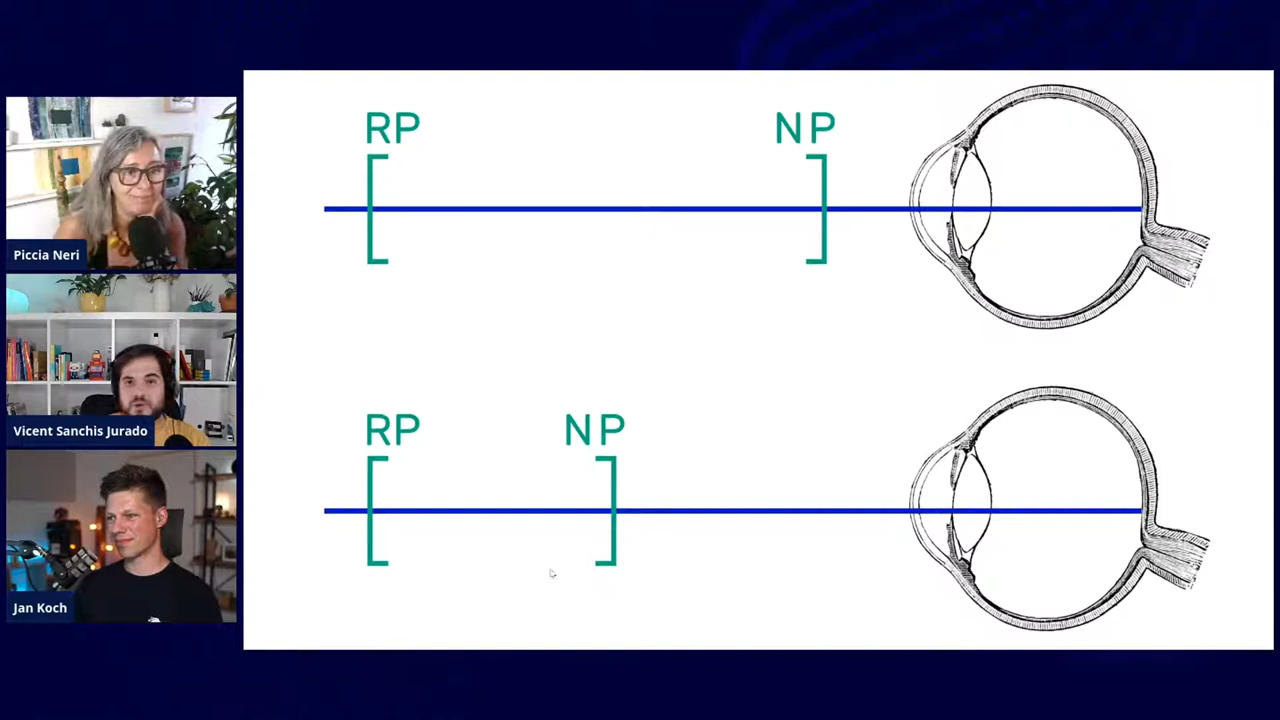 Piccia Neri
Vicent Sanchis Jurado
Jan Koch
RP
NP
RP
NP